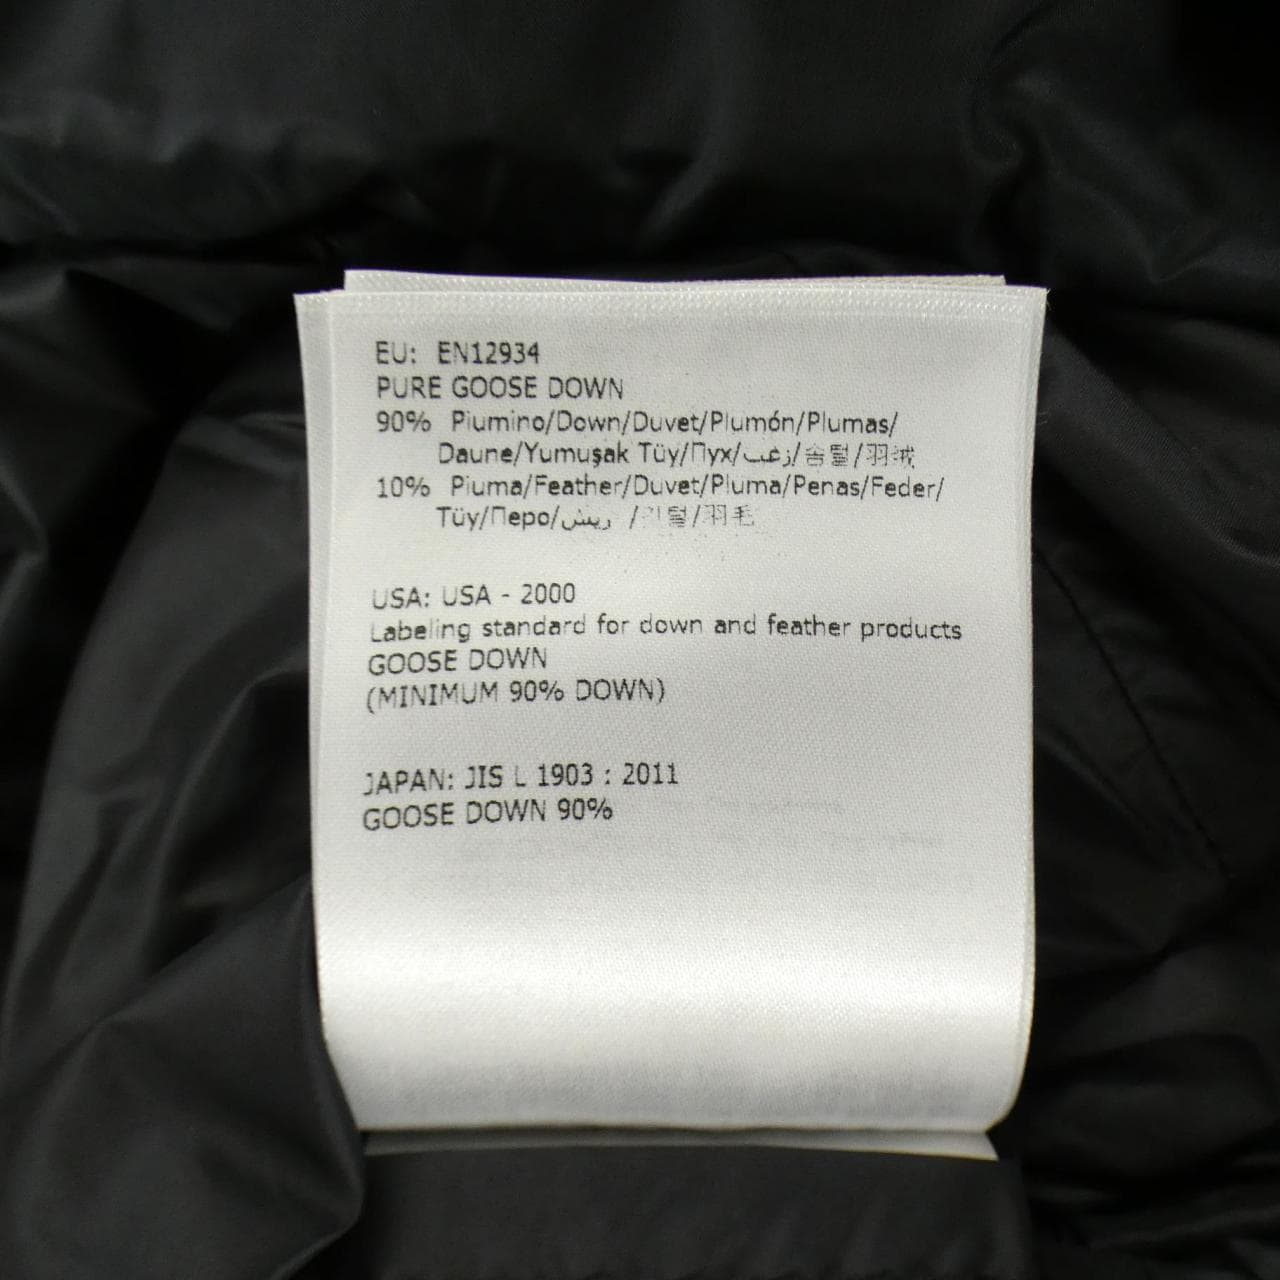 EU: EN12934
PURE GOOSE DOWN
90% Piumino/Down/Duvet/Plumón/Plumas/
Daune/Yumuşak Tüy/Пух/زغب/솜털/羽绒
10% Piuma/Feather/Duvet/Pluma/Penas/Feder/
Tüy/Перо/ريش /깃털/羽毛
USA: USA - 2000
Labeling standard for down and feather products
GOOSE DOWN
(MINIMUM 90% DOWN)
JAPAN: JIS L 1903 : 2011
GOOSE DOWN 90%